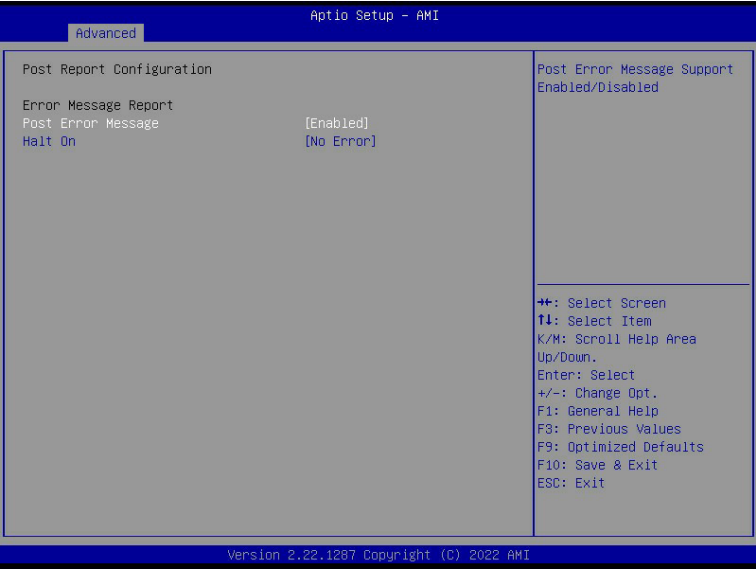 Aptio Setup – AMI
Advanced
Post Report Configuration
Error Message Report
Post Error Message [Enabled]
Halt On [No Error]
Post Error Message Support
Enabled/Disabled
→←: Select Screen
↑↓: Select Item
K/M: Scroll Help Area
Up/Down.
Enter: Select
+/-: Change Opt.
F1: General Help
F3: Previous Values
F9: Optimized Defaults
F10: Save & Exit
ESC: Exit
Version 2.22.1287 Copyright (C) 2022 AMI